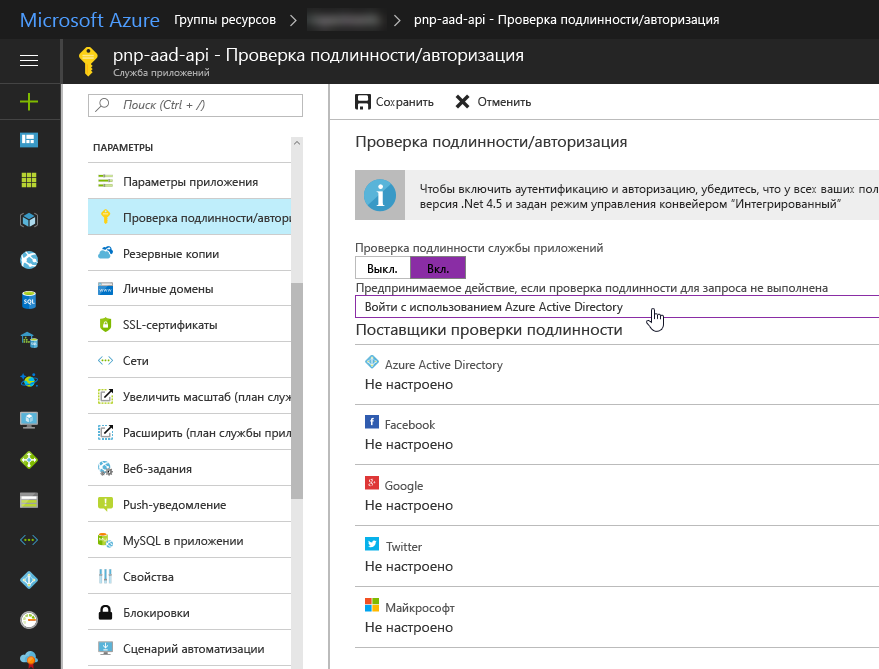 Microsoft Azure Группы ресурсов > > pnp-aad-api - Проверка подлинности/авторизация
pnp-aad-api - Проверка подлинности/авторизация
Служба приложений
Поиск (Ctrl + /)
ПАРАМЕТРЫ
Параметры приложения
Проверка подлинности/автори
Резервные копии
Личные домены
SSL-сертификаты
Сети
Увеличить масштаб (план служ
Расширить (план службы прил
Веб-задания
Push-уведомление
MySQL в приложении
Свойства
Блокировки
Сценарий автоматизации
Сохранить Отменить
Проверка подлинности/авторизация
Чтобы включить аутентификацию и авторизацию, убедитесь, что у всех ваших пол
версия .Net 4.5 и задан режим управления конвейером “Интегрированный”
Проверка подлинности службы приложений
Выкл. Вкл.
Предпринимаемое действие, если проверка подлинности для запроса не выполнена
Войти с использованием Azure Active Directory
Поставщики проверки подлинности
Azure Active Directory
Не настроено
Facebook
Не настроено
Google
Не настроено
Twitter
Не настроено
Майкрософт
Не настроено